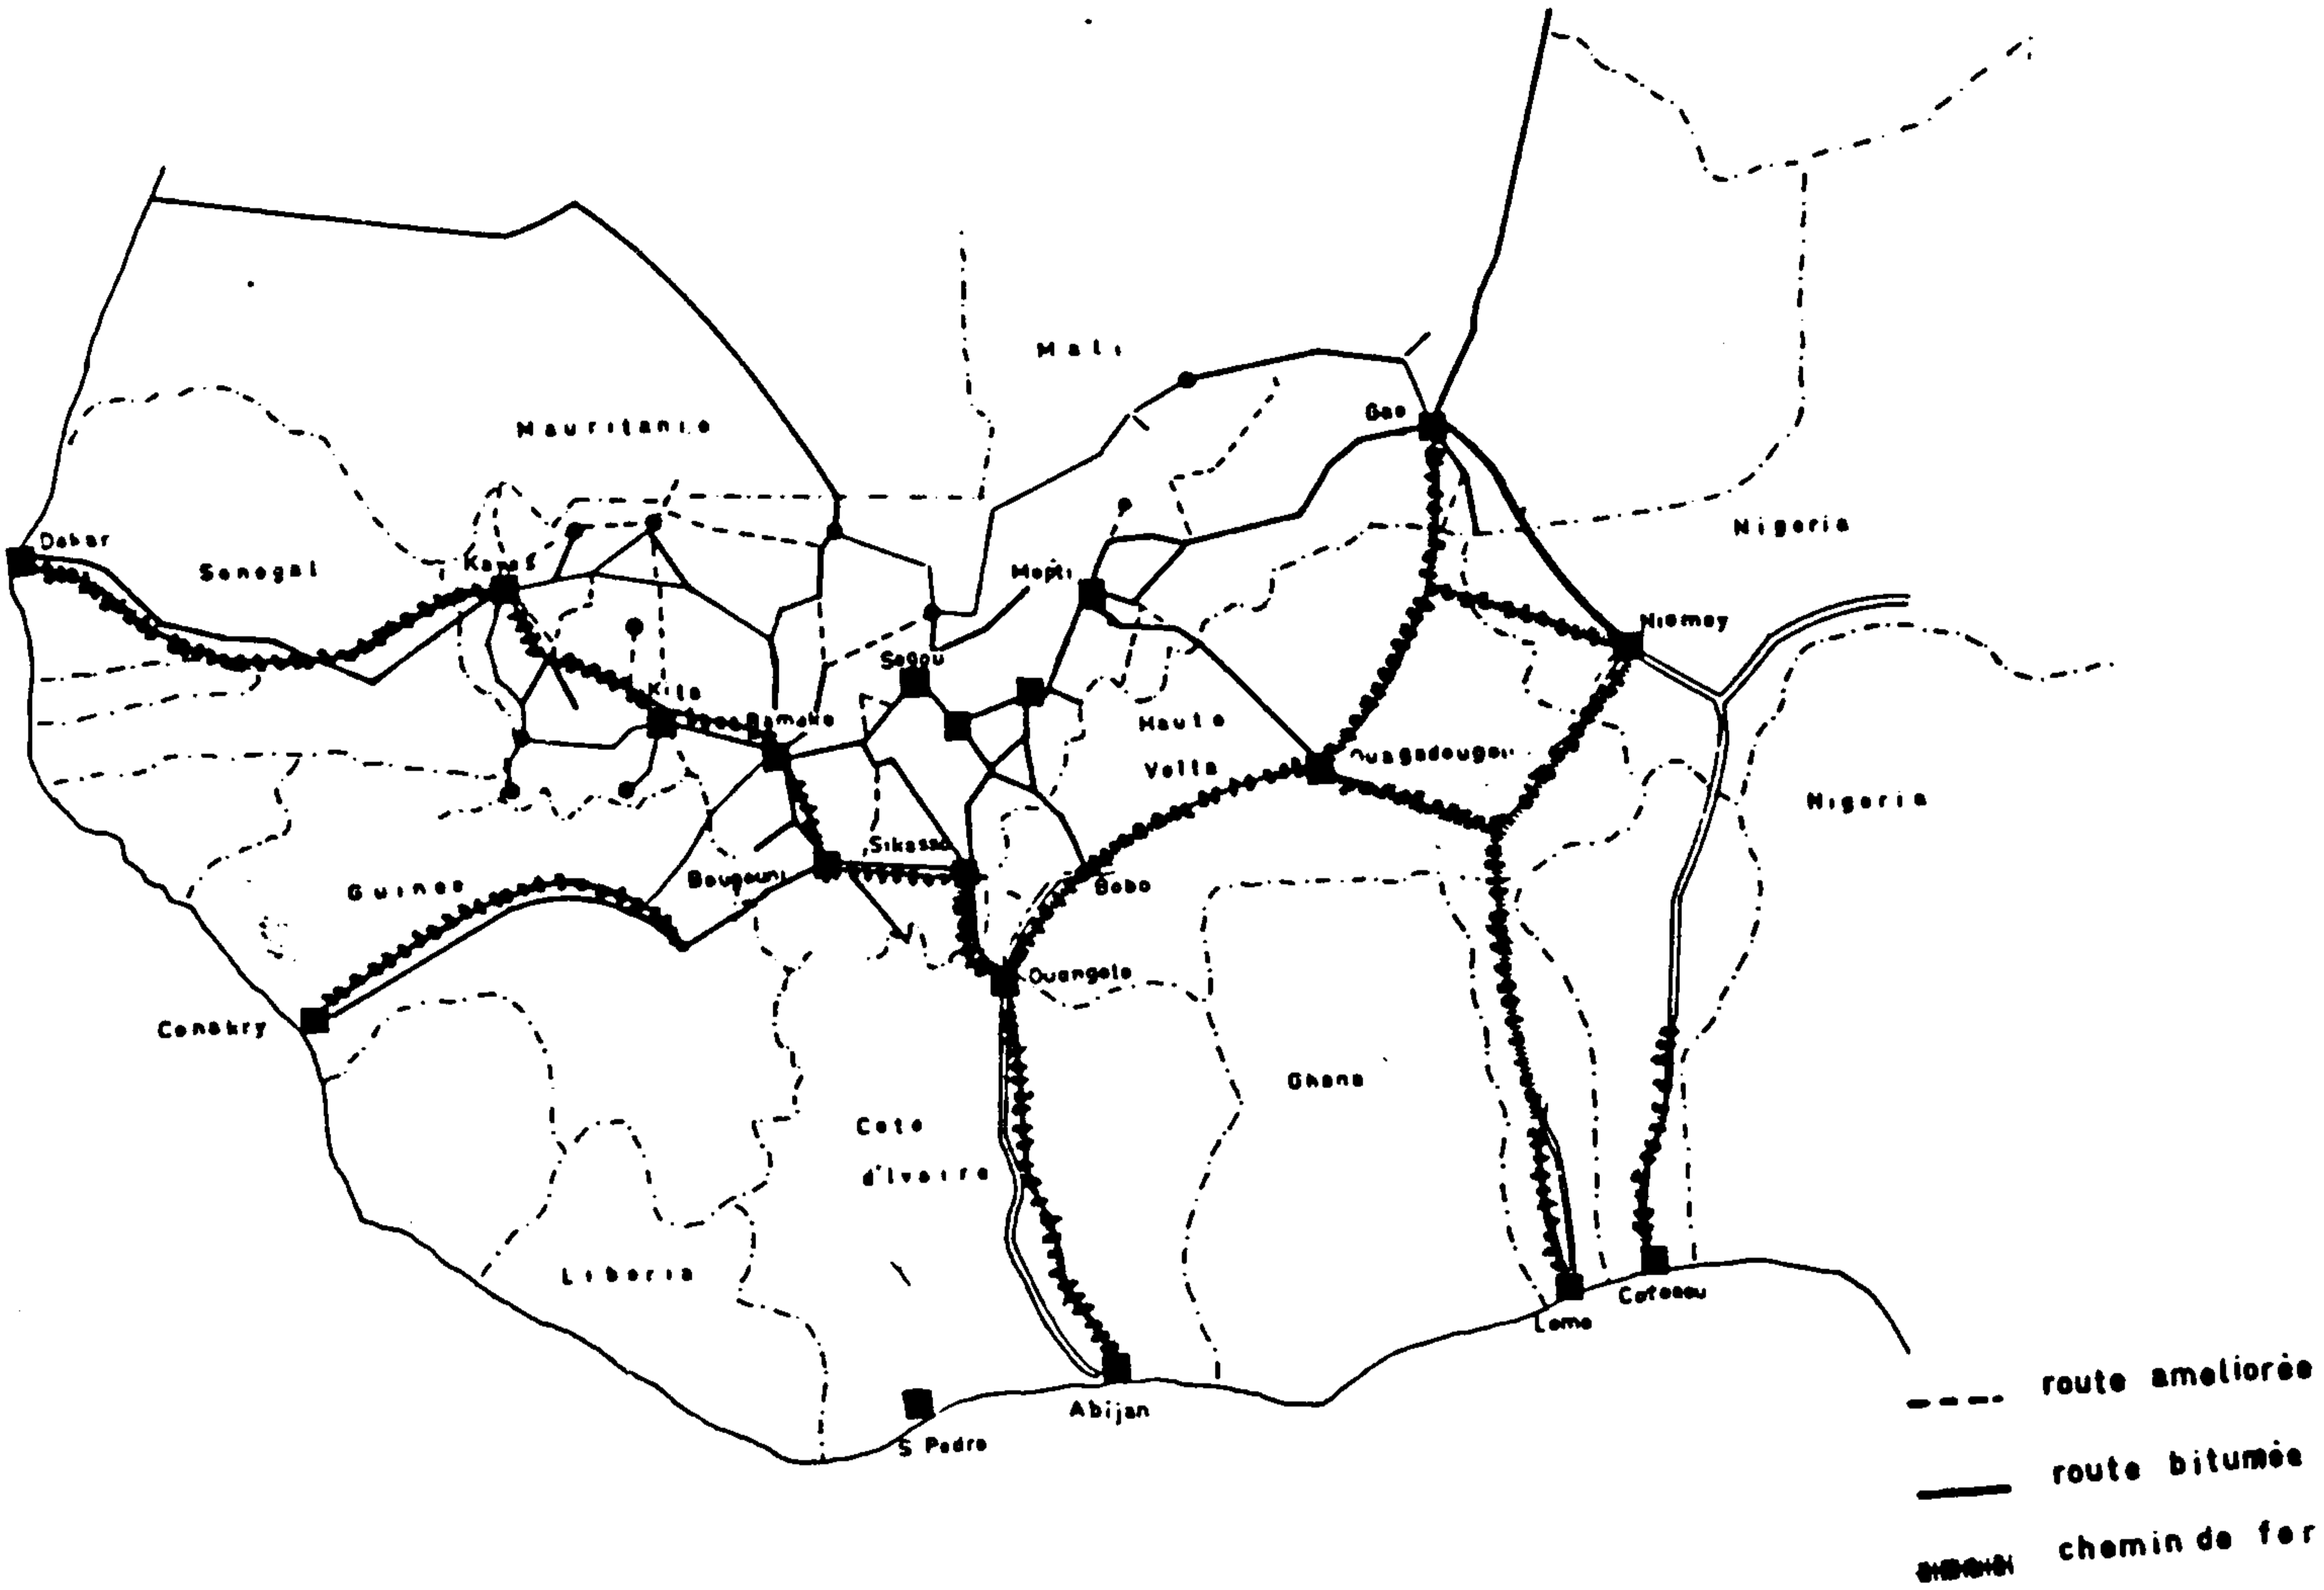 Mali
Gao
Mauritanie
Nigeria
Dakar
Senegal
Kayes
Mopti
Niamey
Segou
Kita
Bamako
Haute
Volta
Ouagadougou
Nigeria
Sikasso
Bougouni
Guinee
Bobo
Ouangolo
Conakry
Ghana
Cote
d'Ivoire
Liberia
Cotonou
Lome
Abijan
S Pedro
route ameliorée
route bitumée
chemin de fer